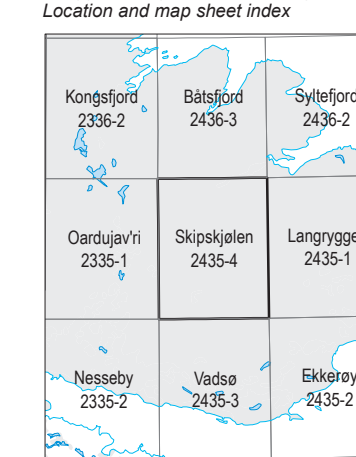 Location and map sheet index
Kongsfjord
2336-2
Båtsfjord
2436-3
Syltefjord
2436-2
Oardujav'ri
2335-1
Skipskjølen
2435-4
Langrygge
2435-1
Nesseby
2335-2
Vadsø
2435-3
Ekkerøy
2435-2